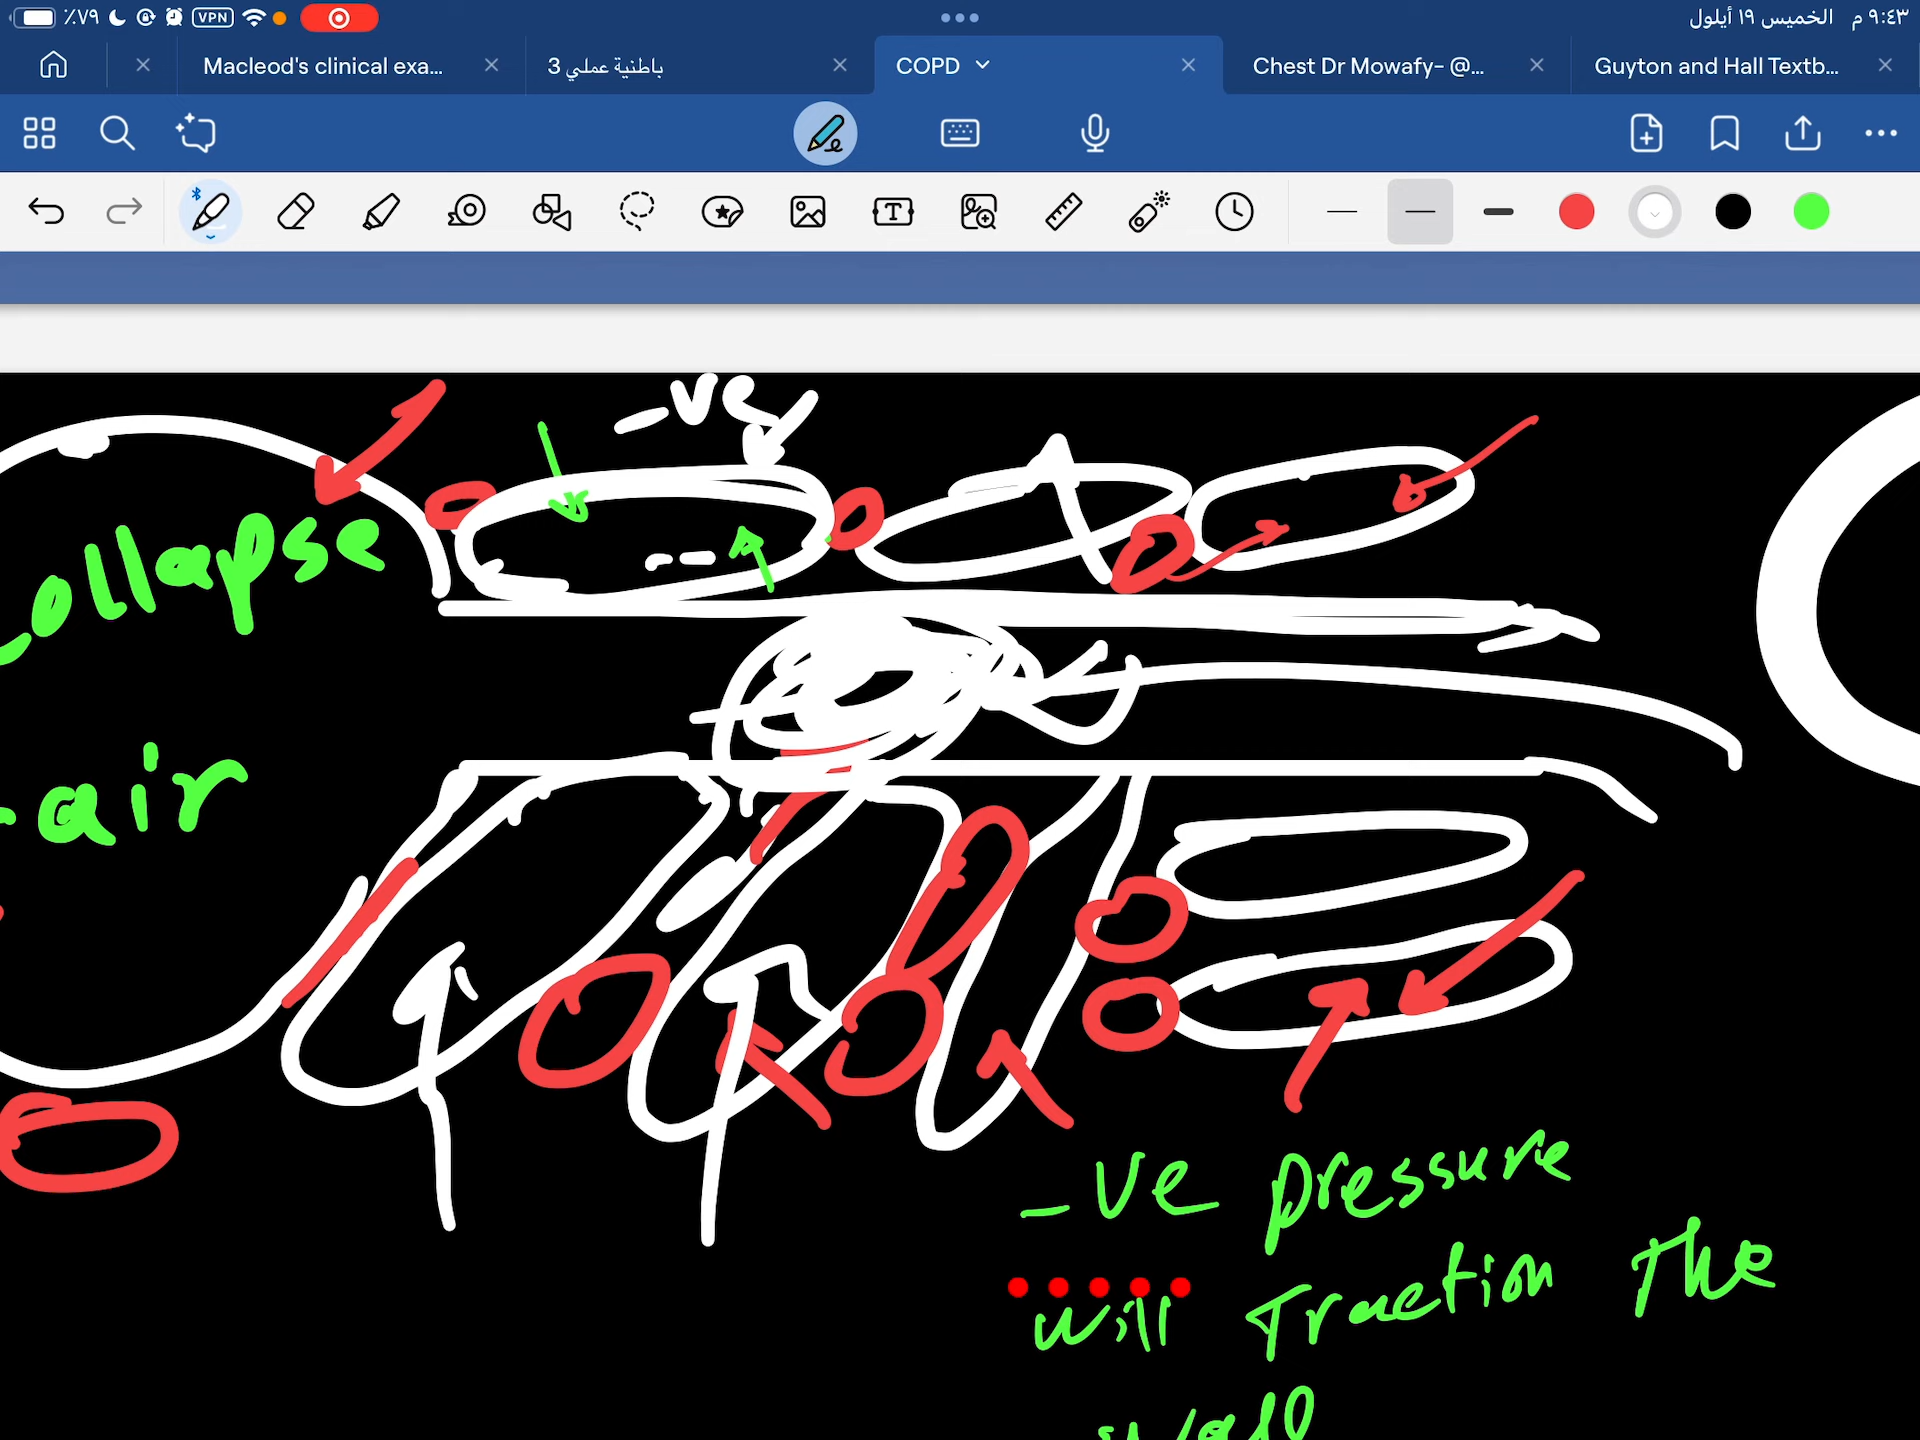 ٪٧٩ VPN
٩:٤٣ م الخميس ١٩ أيلول
Macleod's clinical exa...
باطنية عملي 3
COPD
Chest Dr Mowafy- @...
Guyton and Hall Textb...
-ve
ollapse
--
-air
-ve pressure
will Traction the
wall